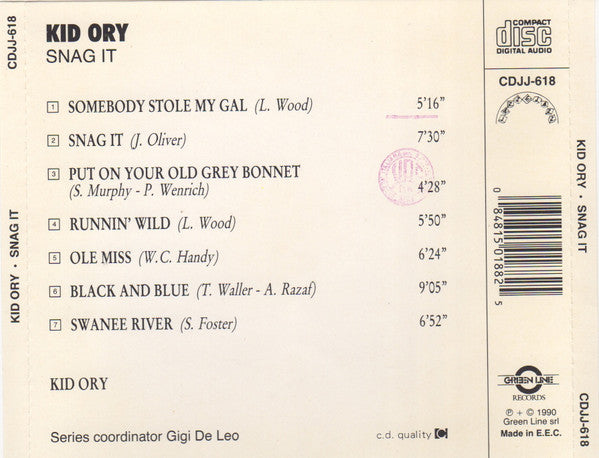 CDJJ-618
KID ORY • SNAG IT
KID ORY
SNAG IT
1 SOMEBODY STOLE MY GAL (L. Wood) 5'16"
2 SNAG IT (J. Oliver) 7'30"
3 PUT ON YOUR OLD GREY BONNET
(S. Murphy - P. Wenrich) 4'28"
4 RUNNIN' WILD (L. Wood) 5'50"
5 OLE MISS (W.C. Handy) 6'24"
6 BLACK AND BLUE (T. Waller - A. Razaf) 9'05"
7 SWANEE RIVER (S. Foster) 6'52"
KID ORY
Series coordinator Gigi De Leo
c.d. quality
COMPACT
disc
DIGITAL AUDIO
CDJJ-618
0 84815 01882 5
GREEN LINE
RECORDS
℗ + © 1990
Green Line srl
Made in E.E.C.
KID ORY • SNAG IT
CDJJ-618